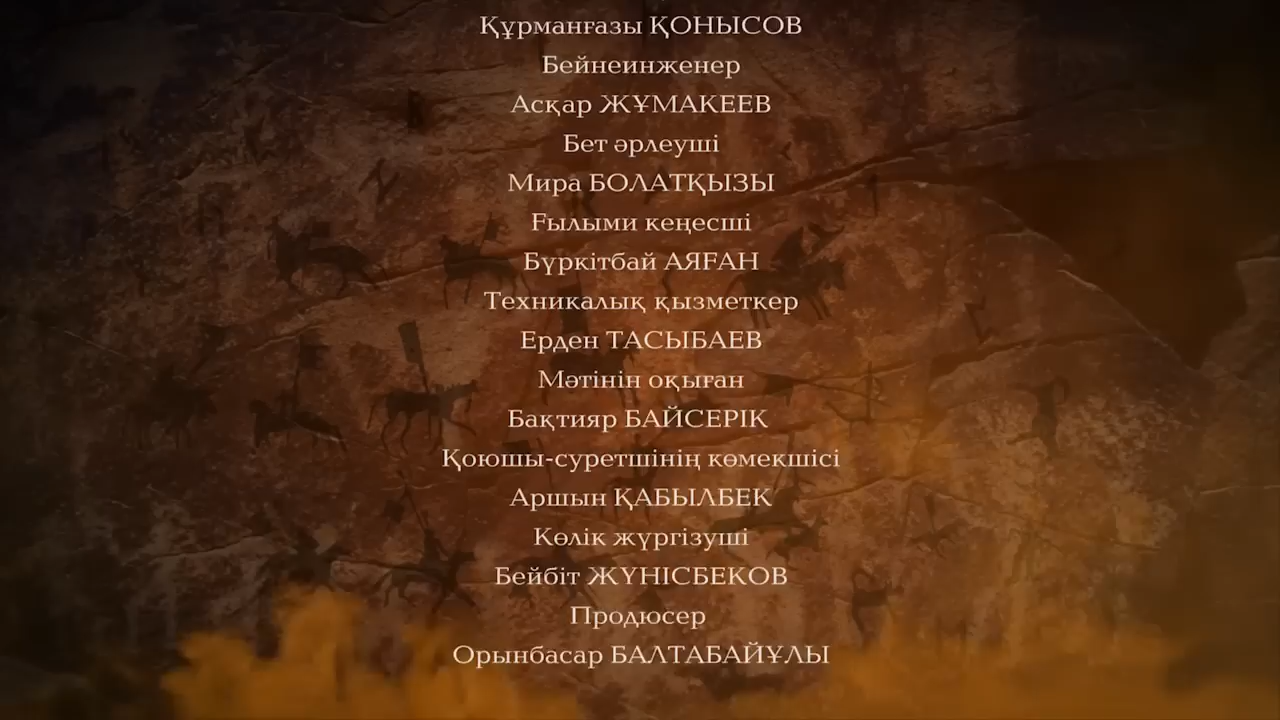 Құрманғазы ҚОНЫСОВ
Бейнеинженер
Асқар ЖҰМАКЕЕВ
Бет әрлеуші
Мира БОЛАТҚЫЗЫ
Ғылыми кеңесші
Бүркітбай АЯҒАН
Техникалық қызметкер
Ерден ТАСЫБАЕВ
Мәтінін оқыған
Бақтияр БАЙСЕРІК
Қоюшы-суретшінің көмекшісі
Аршын ҚАБЫЛБЕК
Көлік жүргізуші
Бейбіт ЖҮНІСБЕКОВ
Продюсер
Орынбасар БАЛТАБАЙҰЛЫ